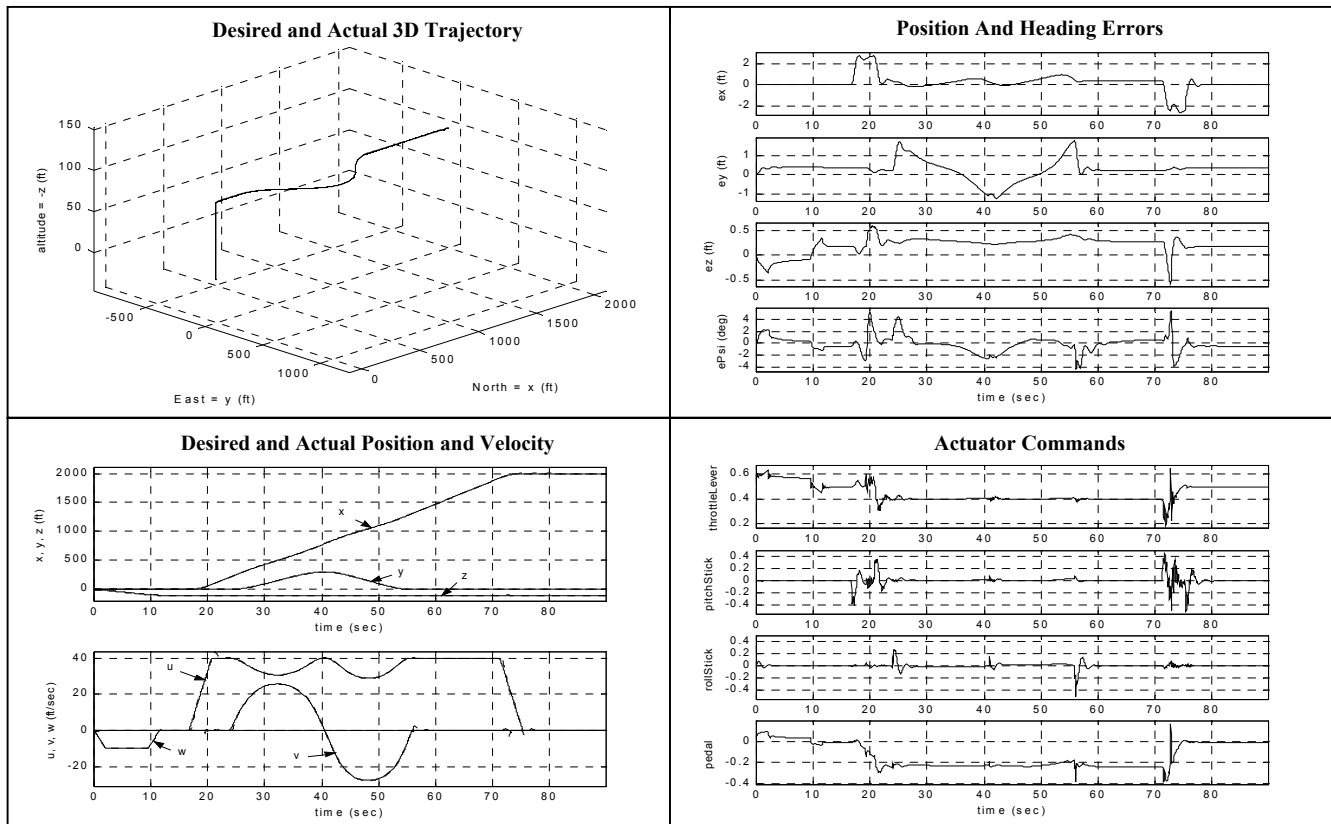 Desired and Actual 3D Trajectory
150
100
50
0
altitude = -z (ft)
-500
0
500
1000
East = y (ft)
0
500
1000
1500
2000
North = x (ft)
Position And Heading Errors
ex (ft)
2
0
-2
0 10 20 30 40 50 60 70 80
ey (ft)
1
0
-1
0 10 20 30 40 50 60 70 80
ez (ft)
0.5
0
-0.5
0 10 20 30 40 50 60 70 80
ePsi (deg)
4
2
0
-2
-4
0 10 20 30 40 50 60 70 80
time (sec)
Desired and Actual Position and Velocity
x, y, z (ft)
2000
1500
1000
500
0
x
y
z
0 10 20 30 40 50 60 70 80
time (sec)
u, v, w (ft/sec)
40
20
0
-20
u
w
v
0 10 20 30 40 50 60 70 80
time (sec)
Actuator Commands
throttleLever
0.6
0.4
0.2
0 10 20 30 40 50 60 70 80
pitchStick
0.4
0.2
0
-0.2
-0.4
0 10 20 30 40 50 60 70 80
rollStick
0.4
0.2
0
-0.2
-0.4
0 10 20 30 40 50 60 70 80
pedal
0
-0.2
-0.4
0 10 20 30 40 50 60 70 80
time (sec)